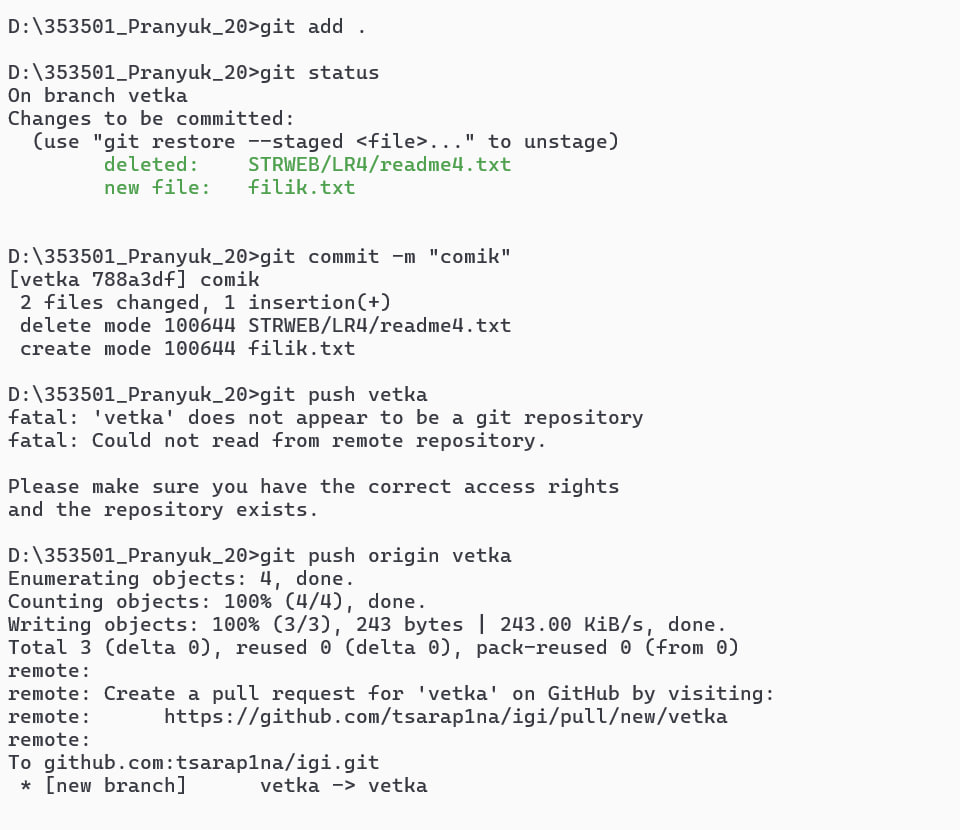 D:\353501_Pranyuk_20>git add .
D:\353501_Pranyuk_20>git status
On branch vetka
Changes to be committed:
  (use "git restore --staged <file>..." to unstage)
        deleted:    STRWEB/LR4/readme4.txt
        new file:   filik.txt
D:\353501_Pranyuk_20>git commit -m "comik"
[vetka 788a3df] comik
 2 files changed, 1 insertion(+)
 delete mode 100644 STRWEB/LR4/readme4.txt
 create mode 100644 filik.txt
D:\353501_Pranyuk_20>git push vetka
fatal: 'vetka' does not appear to be a git repository
fatal: Could not read from remote repository.
Please make sure you have the correct access rights
and the repository exists.
D:\353501_Pranyuk_20>git push origin vetka
Enumerating objects: 4, done.
Counting objects: 100% (4/4), done.
Writing objects: 100% (3/3), 243 bytes | 243.00 KiB/s, done.
Total 3 (delta 0), reused 0 (delta 0), pack-reused 0 (from 0)
remote:
remote: Create a pull request for 'vetka' on GitHub by visiting:
remote:      https://github.com/tsarap1na/igi/pull/new/vetka
remote:
To github.com:tsarap1na/igi.git
 * [new branch]      vetka -> vetka